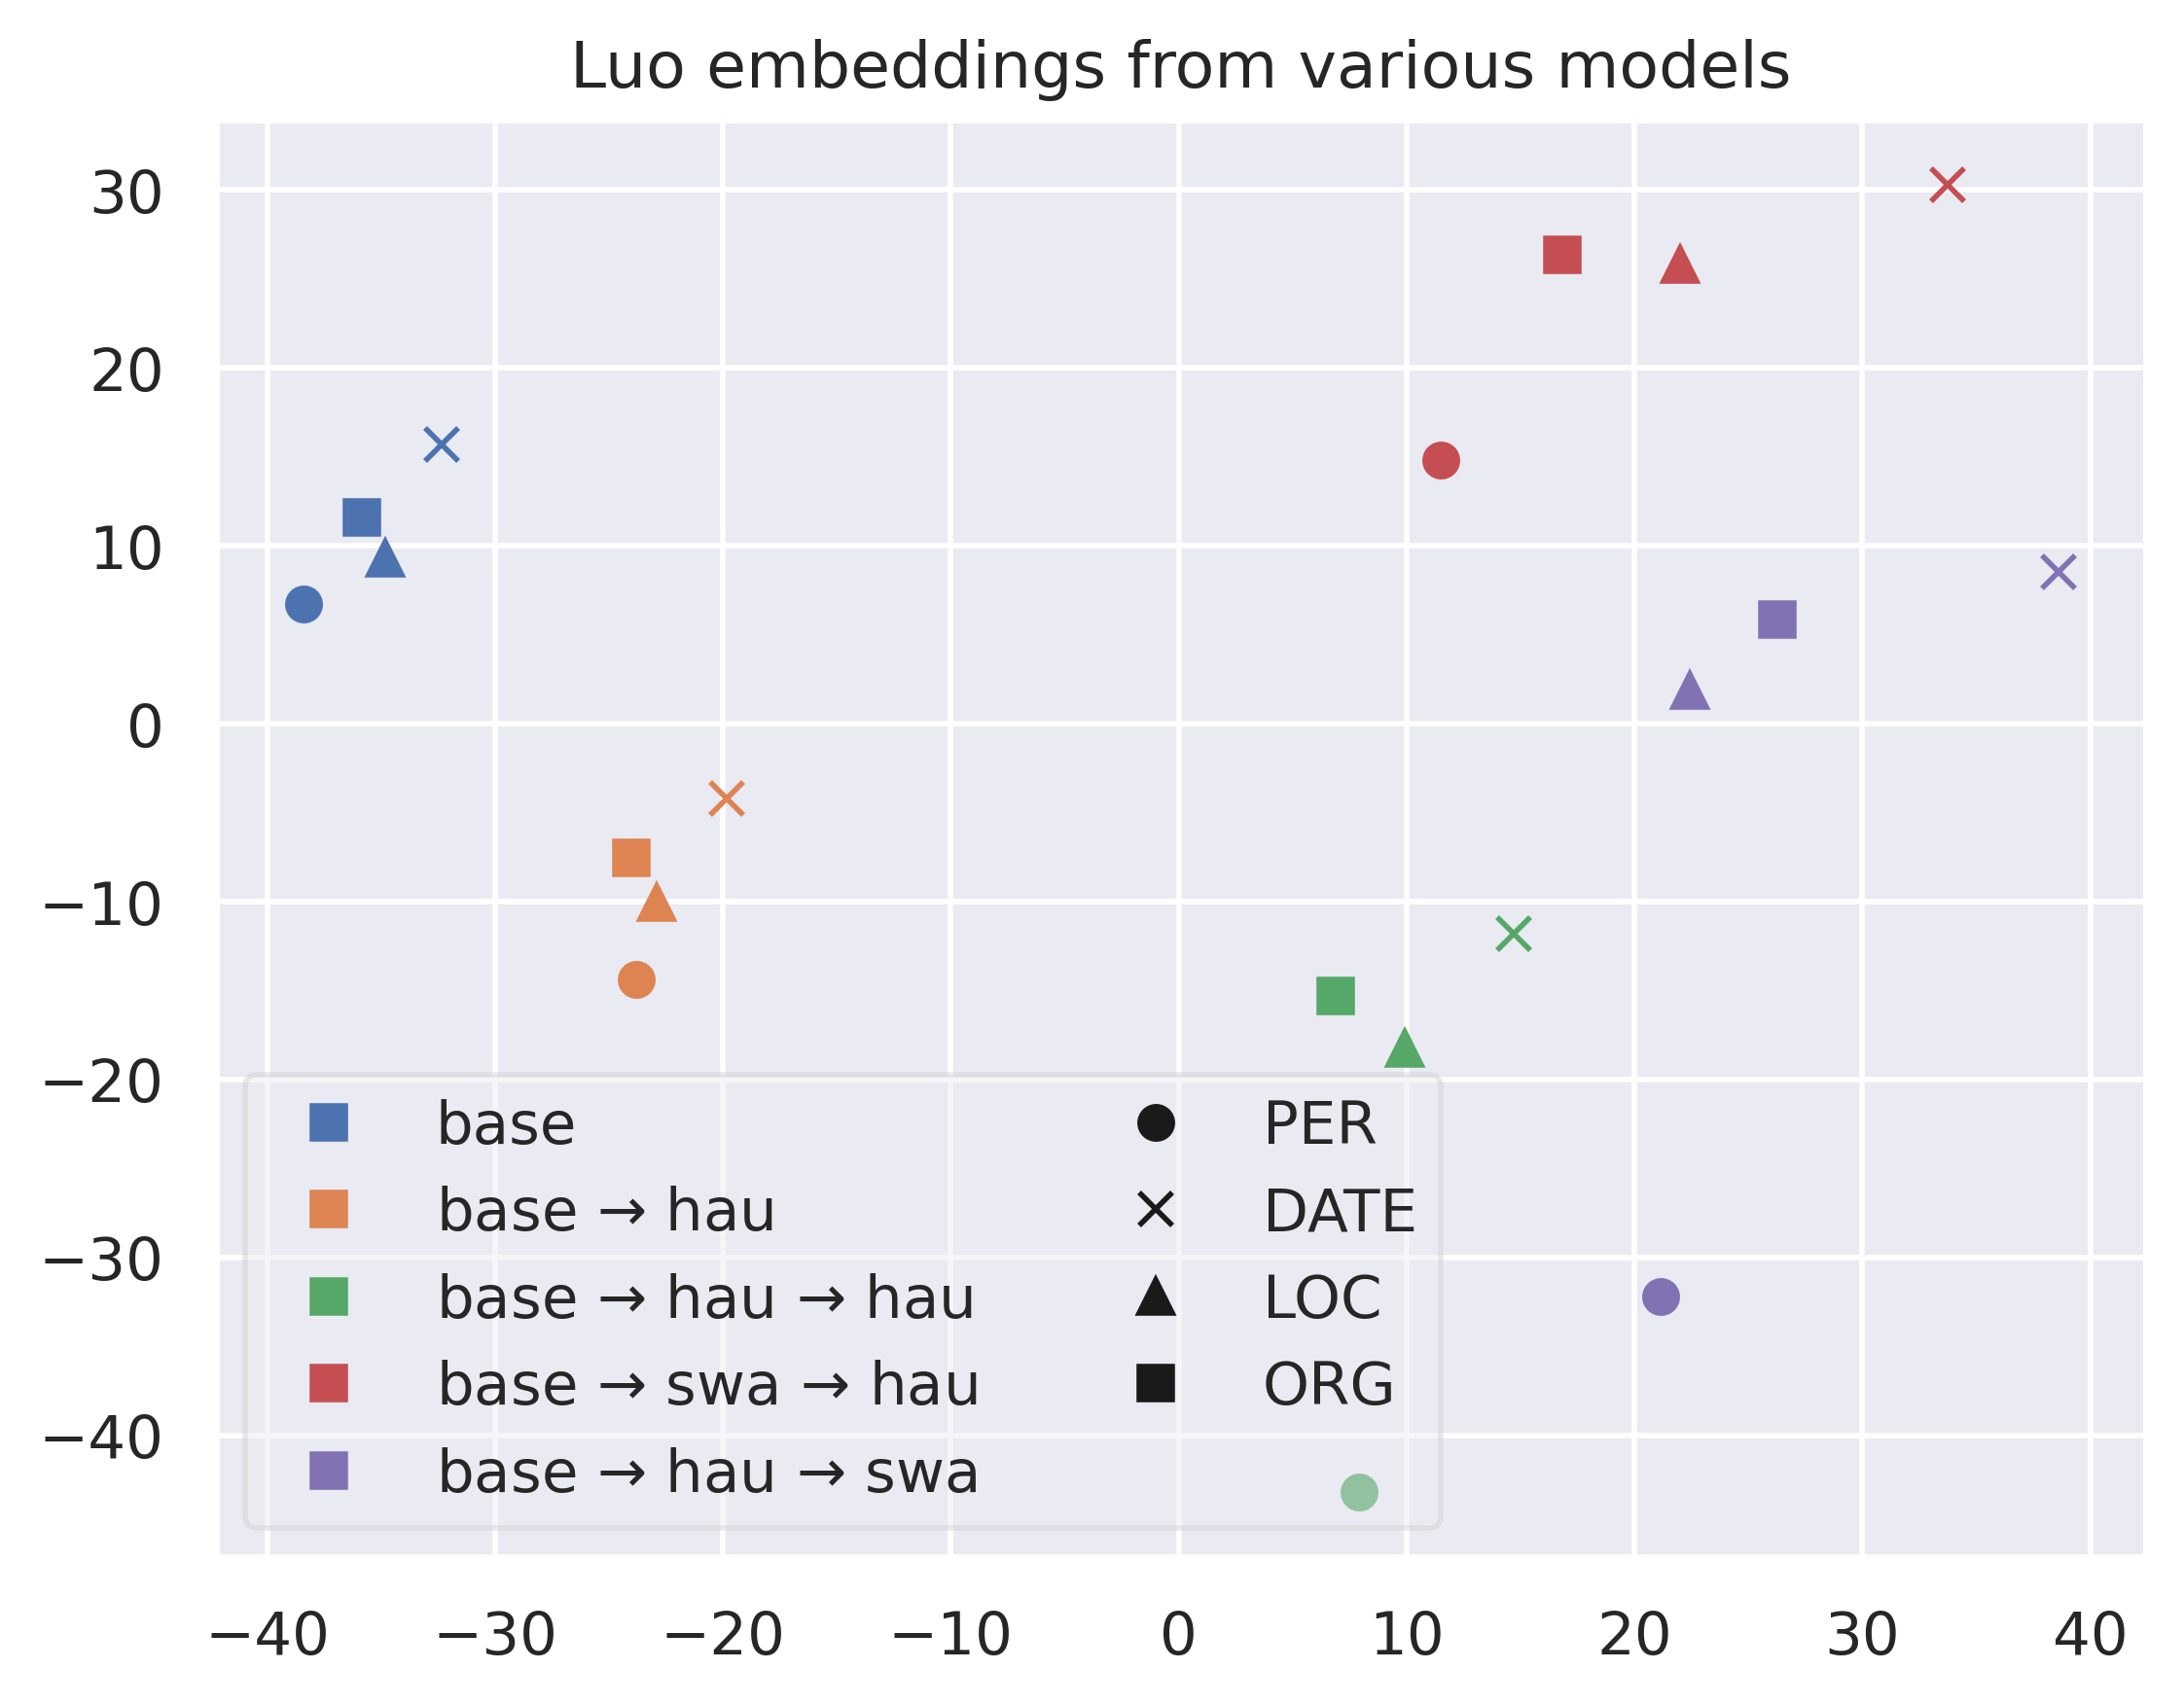 Luo embeddings from various models
30
20
10
0
−10
−20
−30
−40
base
base → hau
base → hau → hau
base → swa → hau
base → hau → swa
PER
DATE
LOC
ORG
−40 −30 −20 −10 0 10 20 30 40